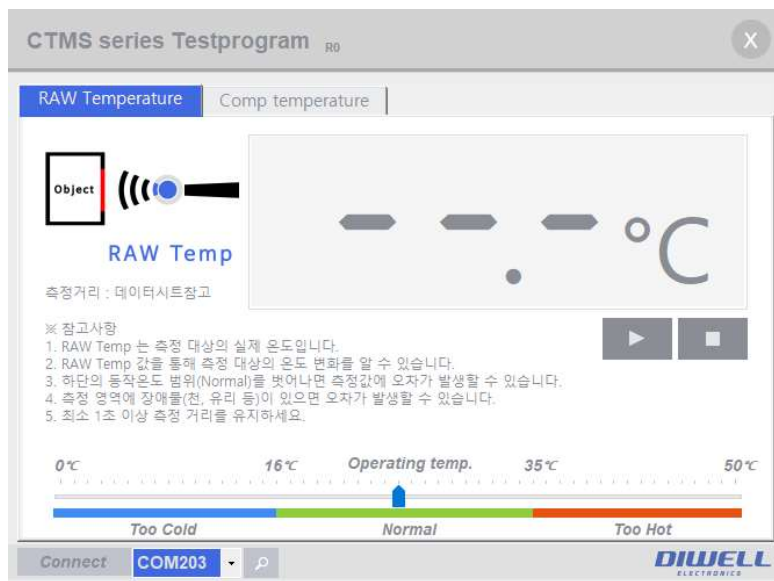 CTMS series Testprogram R0
X
RAW Temperature
Comp temperature
Object
RAW Temp
--.- °C
측정거리 : 데이터시트참고
※ 참고사항
1. RAW Temp 는 측정 대상의 실제 온도입니다.
2. RAW Temp 값을 통해 측정 대상의 온도 변화를 알 수 있습니다.
3. 하단의 동작온도 범위(Normal)를 벗어나면 측정값에 오차가 발생할 수 있습니다.
4. 측정 영역에 장애물(천, 유리 등)이 있으면 오차가 발생할 수 있습니다.
5. 최소 1초 이상 측정 거리를 유지하세요.
0℃ 16℃ Operating temp. 35℃ 50℃
Too Cold Normal Too Hot
Connect COM203
DIWELL
ELECTRONICS